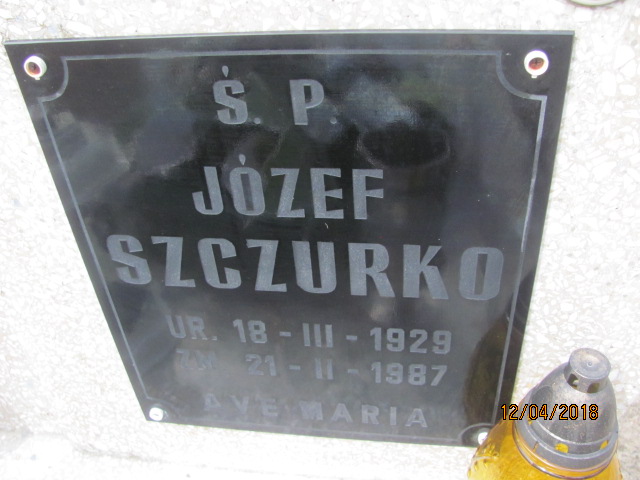 Ś. P.
JÓZEF
SZCZURKO
UR. 18 - III - 1929
ZM 21 - II - 1987
AVE MARIA
12/04/2018